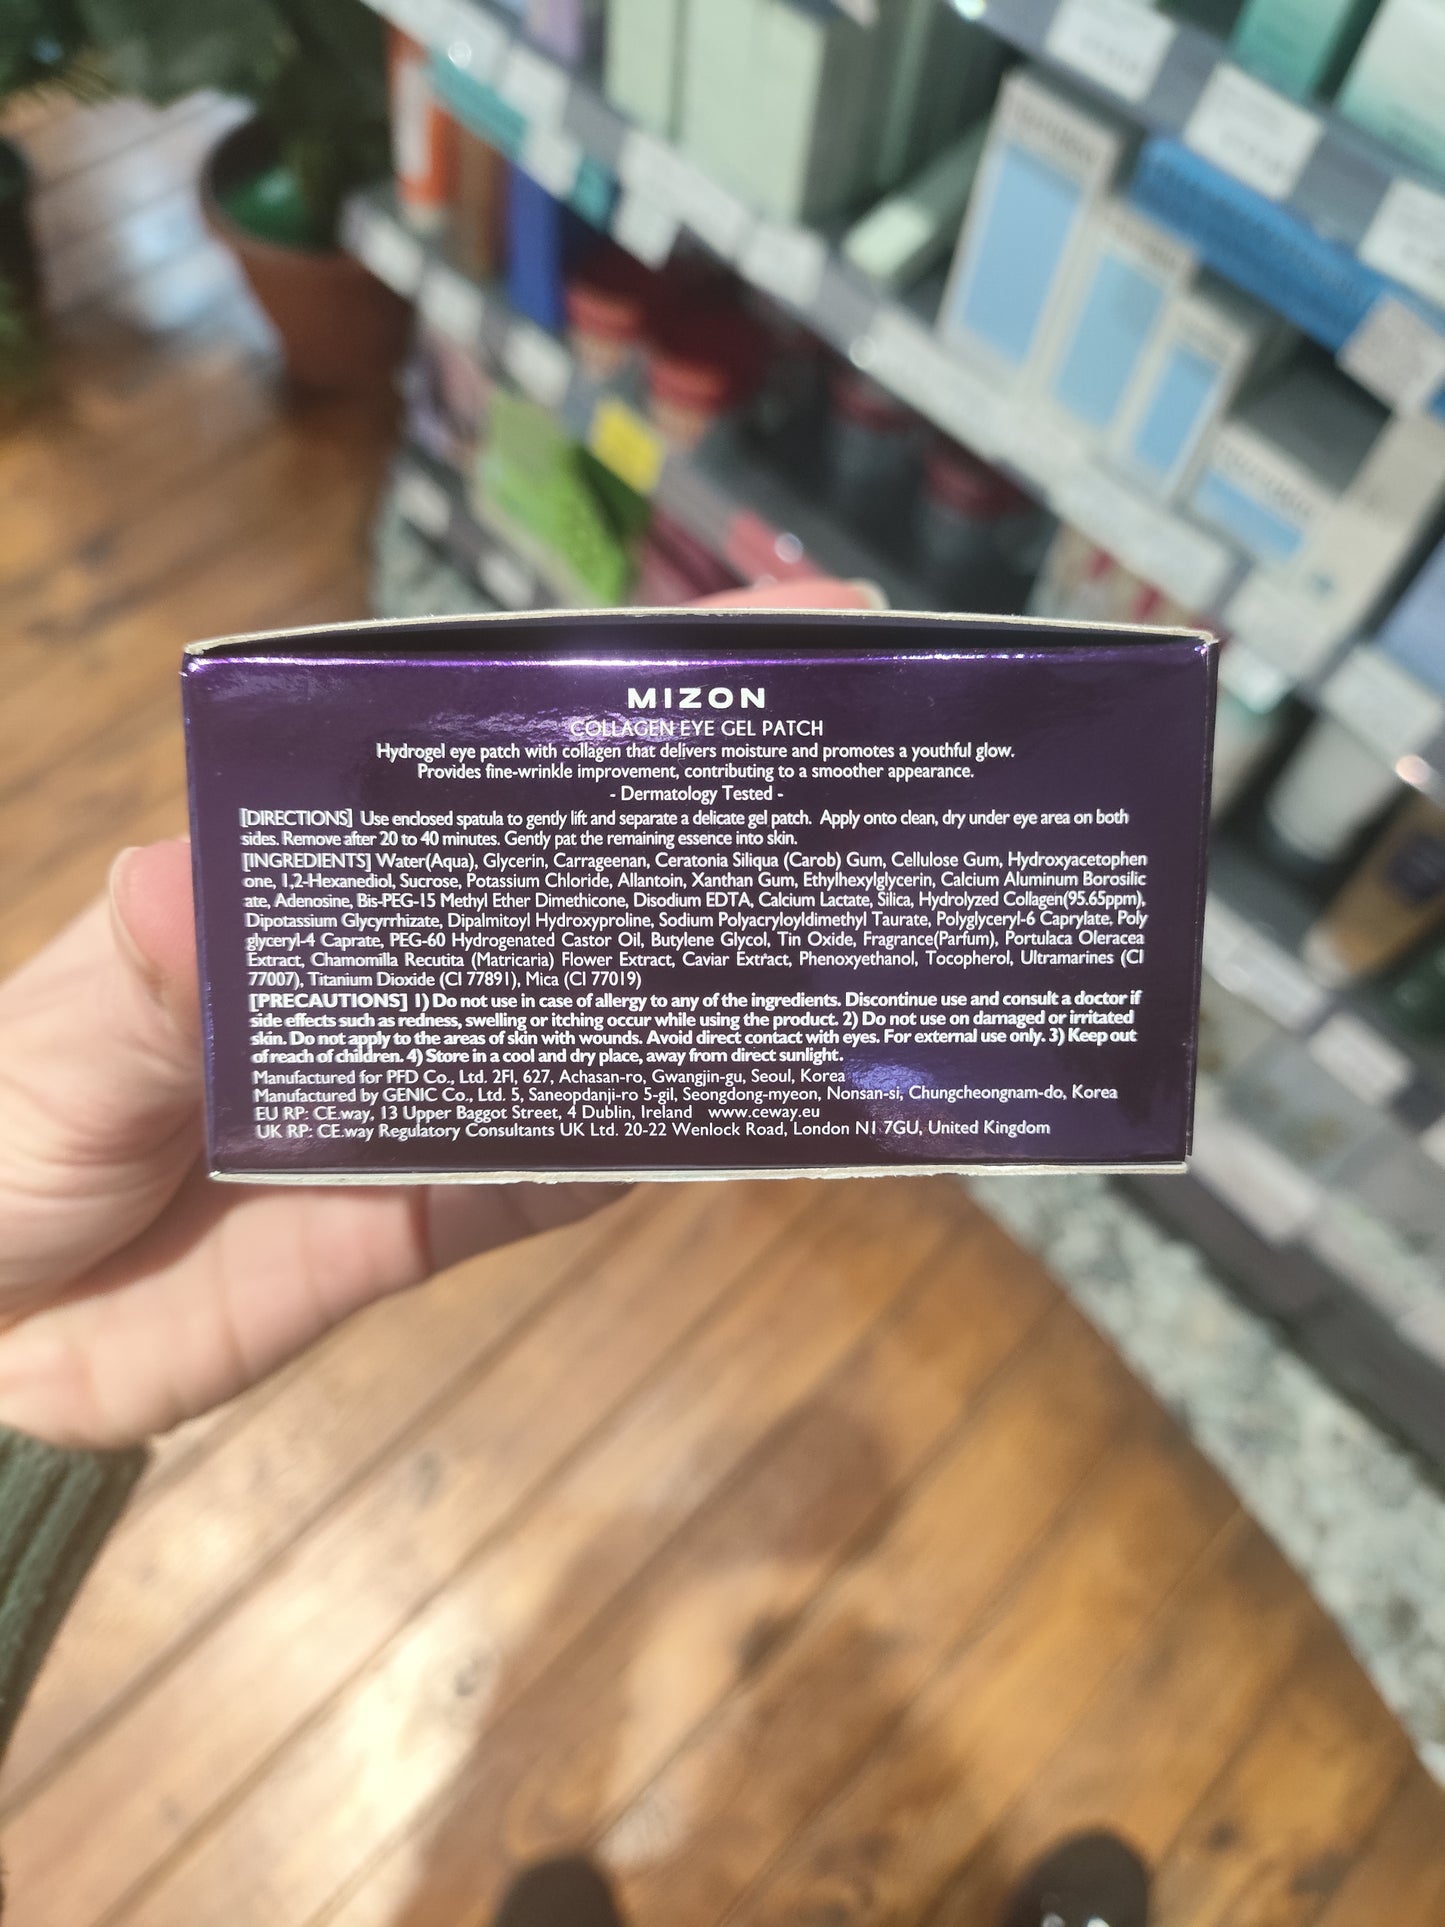 MIZON
COLLAGEN EYE GEL PATCH
Hydrogel eye patch with collagen that delivers moisture and promotes a youthful glow.
Provides fine-wrinkle improvement, contributing to a smoother appearance.
- Dermatology Tested -
[DIRECTIONS] Use enclosed spatula to gently lift and separate a delicate gel patch. Apply onto clean, dry under eye area on both
sides. Remove after 20 to 40 minutes. Gently pat the remaining essence into skin.
[INGREDIENTS] Water(Aqua), Glycerin, Carrageenan, Ceratonia Siliqua (Carob) Gum, Cellulose Gum, Hydroxyacetophen
one, 1,2-Hexanediol, Sucrose, Potassium Chloride, Allantoin, Xanthan Gum, Ethylhexylglycerin, Calcium Aluminum Borosilic
ate, Adenosine, Bis-PEG-15 Methyl Ether Dimethicone, Disodium EDTA, Calcium Lactate, Silica, Hydrolyzed Collagen(95.65ppm),
Dipotassium Glycyrrhizate, Dipalmitoyl Hydroxyproline, Sodium Polyacryloyldimethyl Taurate, Polyglyceryl-6 Caprylate, Poly
glyceryl-4 Caprate, PEG-60 Hydrogenated Castor Oil, Butylene Glycol, Tin Oxide, Fragrance(Parfum), Portulaca Oleracea
Extract, Chamomilla Recutita (Matricaria) Flower Extract, Caviar Extract, Phenoxyethanol, Tocopherol, Ultramarines (CI
77007), Titanium Dioxide (CI 77891), Mica (CI 77019)
[PRECAUTIONS] 1) Do not use in case of allergy to any of the ingredients. Discontinue use and consult a doctor if
side effects such as redness, swelling or itching occur while using the product. 2) Do not use on damaged or irritated
skin. Do not apply to the areas of skin with wounds. Avoid direct contact with eyes. For external use only. 3) Keep out
of reach of children. 4) Store in a cool and dry place, away from direct sunlight.
Manufactured for PFD Co., Ltd. 2Fl, 627, Achasan-ro, Gwangjin-gu, Seoul, Korea
Manufactured by GENIC Co., Ltd. 5, Saneopdanji-ro 5-gil, Seongdong-myeon, Nonsan-si, Chungcheongnam-do, Korea
EU RP: CE.way, 13 Upper Baggot Street, 4 Dublin, Ireland www.ceway.eu
UK RP: CE.way Regulatory Consultants UK Ltd. 20-22 Wenlock Road, London N1 7GU, United Kingdom